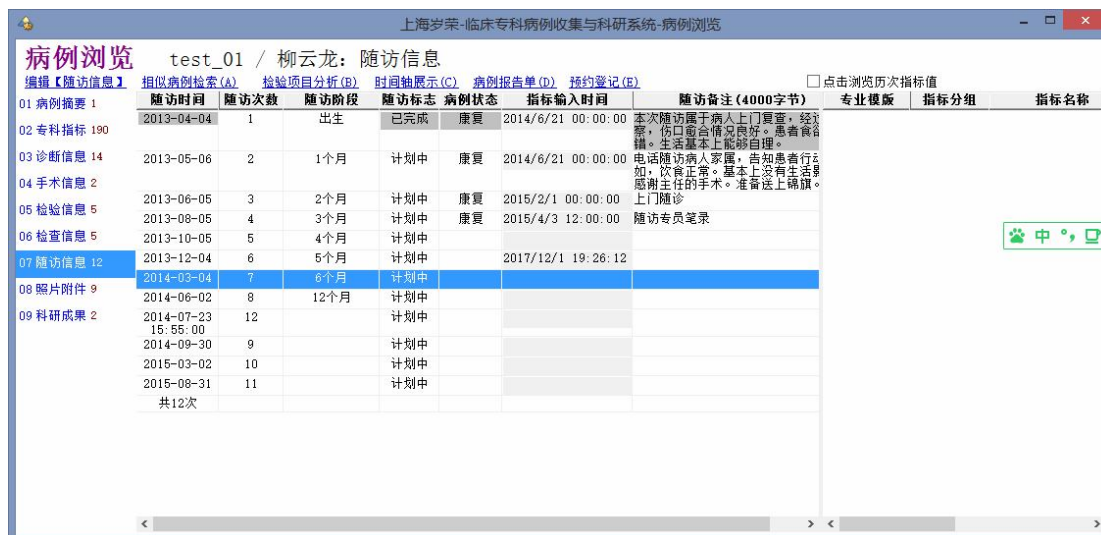 上海岁荣-临床专科病例收集与科研系统-病例浏览
病例浏览 test_01 / 柳云龙: 随访信息
编辑【随访信息】 相似病例检索(A) 检验项目分析(B) 时间轴展示(C) 病例报告单(D) 预约登记(E) 点击浏览历次指标值
01 病例摘要 1
02 专科指标 190
03 诊断信息 14
04 手术信息 2
05 检验信息 5
06 检查信息 5
07 随访信息 12
08 照片附件 9
09 科研成果 2
随访时间 随访次数 随访阶段 随访标志 病例状态 指标输入时间 随访备注(4000字节) 专业模版 指标分组 指标名称
2013-04-04 1 出生 已完成 康复 2014/6/21 00:00:00 本次随访属于病人上门复查，经过
察，伤口愈合情况良好。患者食欲
错。生活基本上能够自理。
2013-05-06 2 1个月 计划中 康复 2014/6/21 00:00:00 电话随访病人家属，告知患者行动
如，饮食正常。基本上没有生活影
感谢主任的手术。准备送上锦旗。
2013-06-05 3 2个月 计划中 康复 2015/2/1 00:00:00 上门随诊
2013-08-05 4 3个月 计划中 康复 2015/4/3 12:00:00 随访专员笔录
2013-10-05 5 4个月 计划中
2013-12-04 6 5个月 计划中 2017/12/1 19:26:12
2014-03-04 7 6个月 计划中
2014-06-02 8 12个月 计划中
2014-07-23 12 计划中
15:55:00
2014-09-30 9 计划中
2015-03-02 10 计划中
2015-08-31 11 计划中
共12次
中 °,